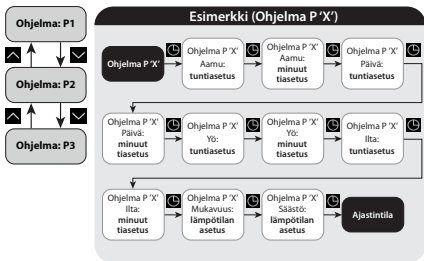 Esimerkki (Ohjelma P ‘X’)
Ohjelma: P1
Ohjelma: P2
Ohjelma: P3
Ohjelma P ‘X’
Ohjelma P ‘X’
Aamu:
tuntiasetus
Ohjelma P ‘X’
Aamu:
minuut
tiasetus
Ohjelma P ‘X’
Päivä:
tuntiasetus
Ohjelma P ‘X’
Päivä:
minuut
tiasetus
Ohjelma P ‘X’
Yö:
tuntiasetus
Ohjelma P ‘X’
Yö:
minuut
tiasetus
Ohjelma P ‘X’
Ilta:
tuntiasetus
Ohjelma P ‘X’
Ilta:
minuut
tiasetus
Ohjelma P ‘X’
Mukavuus:
lämpötilan
asetus
Ohjelma P ‘X’
Säästö:
lämpötilan
asetus
Ajastintila